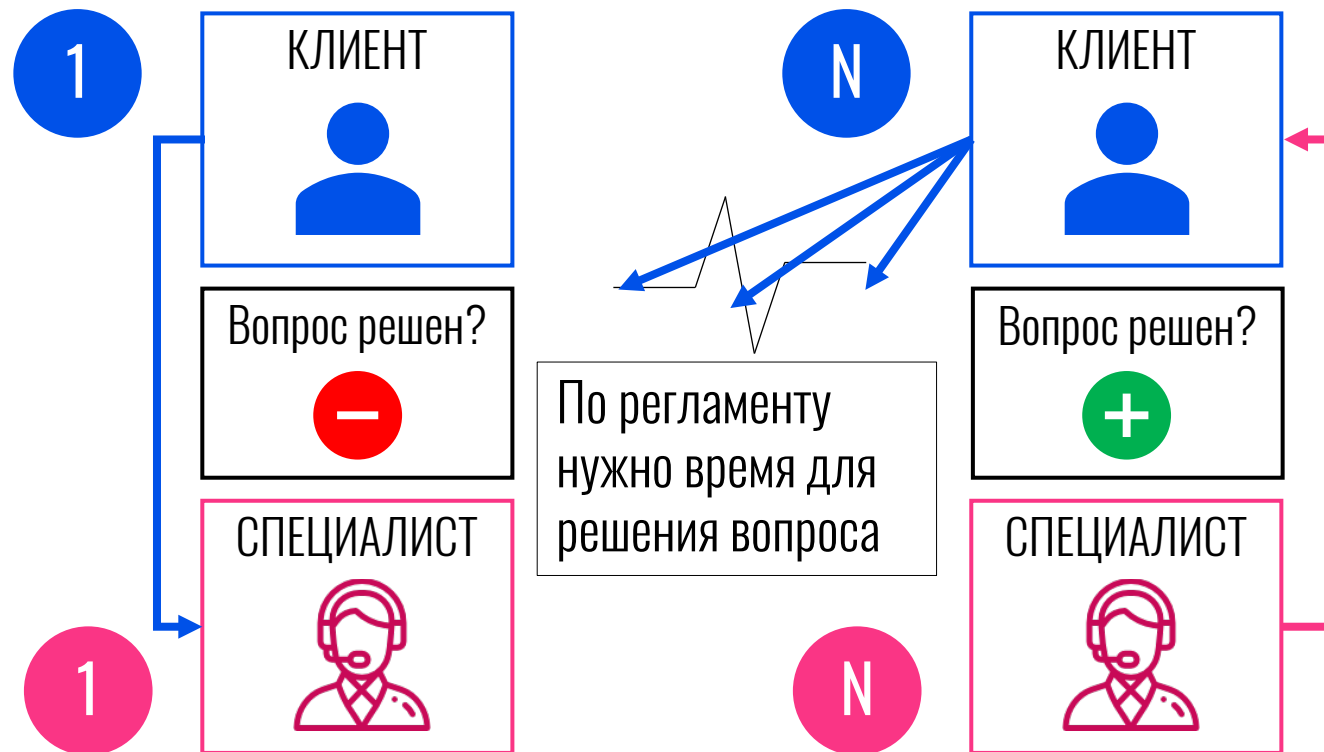 1
КЛИЕНТ
Вопрос решен?
СПЕЦИАЛИСТ
1
По регламенту
нужно время для
решения вопроса
N
КЛИЕНТ
Вопрос решен?
СПЕЦИАЛИСТ
N